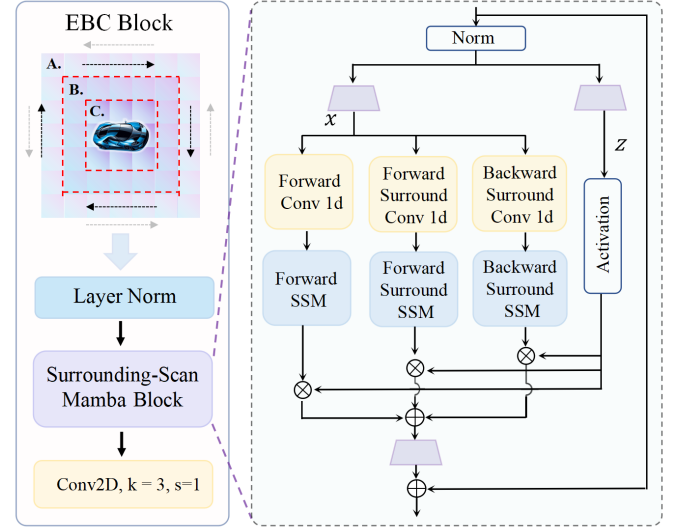 EBC Block
A.
B.
C.
Layer Norm
Surrounding-Scan
Mamba Block
Conv2D, k = 3, s=1
Norm
x
Z
Forward
Conv 1d
Forward
Surround
Conv 1d
Backward
Surround
Conv 1d
Activation
Forward
SSM
Forward
Surround
SSM
Backward
Surround
SSM